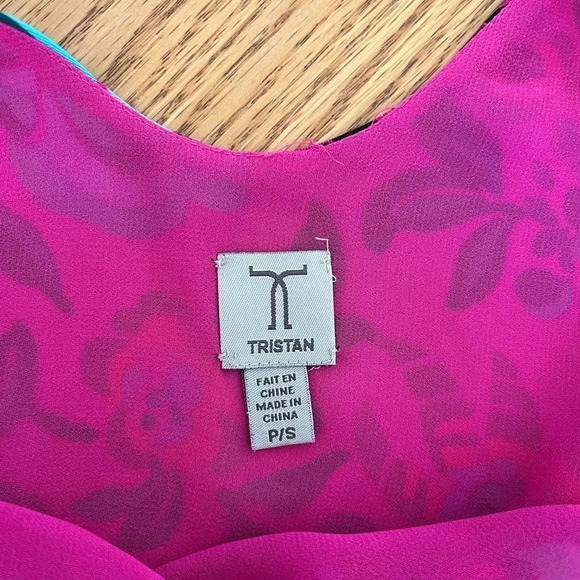 TRISTAN
FAIT EN
CHINE
MADE IN
CHINA
P/S